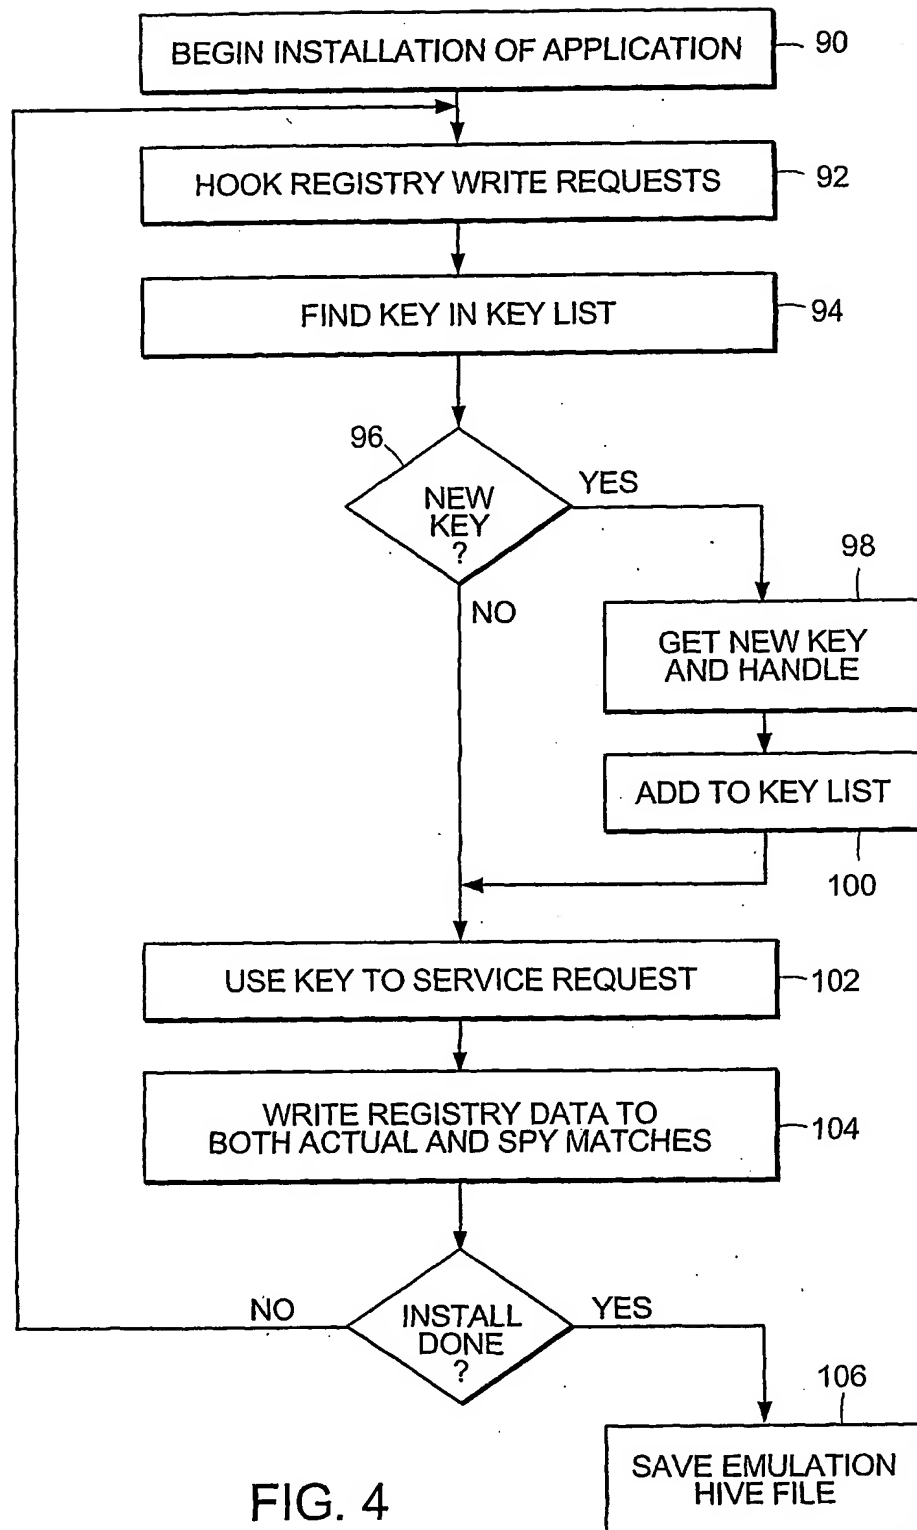 BEGIN INSTALLATION OF APPLICATION
90
HOOK REGISTRY WRITE REQUESTS
92
FIND KEY IN KEY LIST
94
96
NEW
KEY
?
YES
NO
98
GET NEW KEY
AND HANDLE
ADD TO KEY LIST
100
USE KEY TO SERVICE REQUEST
102
WRITE REGISTRY DATA TO
BOTH ACTUAL AND SPY MATCHES
104
NO
INSTALL
DONE
?
YES
106
SAVE EMULATION
HIVE FILE
FIG. 4